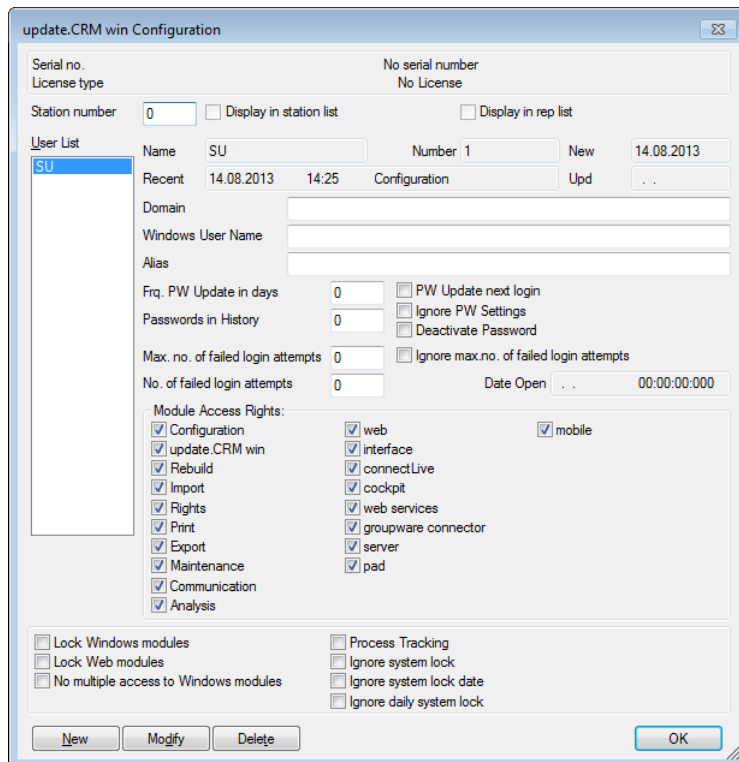 update.CRM win Configuration
Serial no. No serial number
License type No License
Station number 0 Display in station list Display in rep list
User List
SU
Name SU Number 1 New 14.08.2013
Recent 14.08.2013 14:25 Configuration Upd . .
Domain
Windows User Name
Alias
Frq. PW Update in days 0 PW Update next login
Ignore PW Settings
Passwords in History 0
Deactivate Password
Max. no. of failed login attempts 0 Ignore max.no. of failed login attempts
No. of failed login attempts 0 Date Open . . 00:00:00:000
Module Access Rights:
Configuration web mobile
update.CRM win interface
Rebuild connectLive
Import cockpit
Rights web services
Print groupware connector
Export server
Maintenance pad
Communication
Analysis
Lock Windows modules Process Tracking
Lock Web modules Ignore system lock
No multiple access to Windows modules Ignore system lock date
Ignore daily system lock
New Modify Delete OK